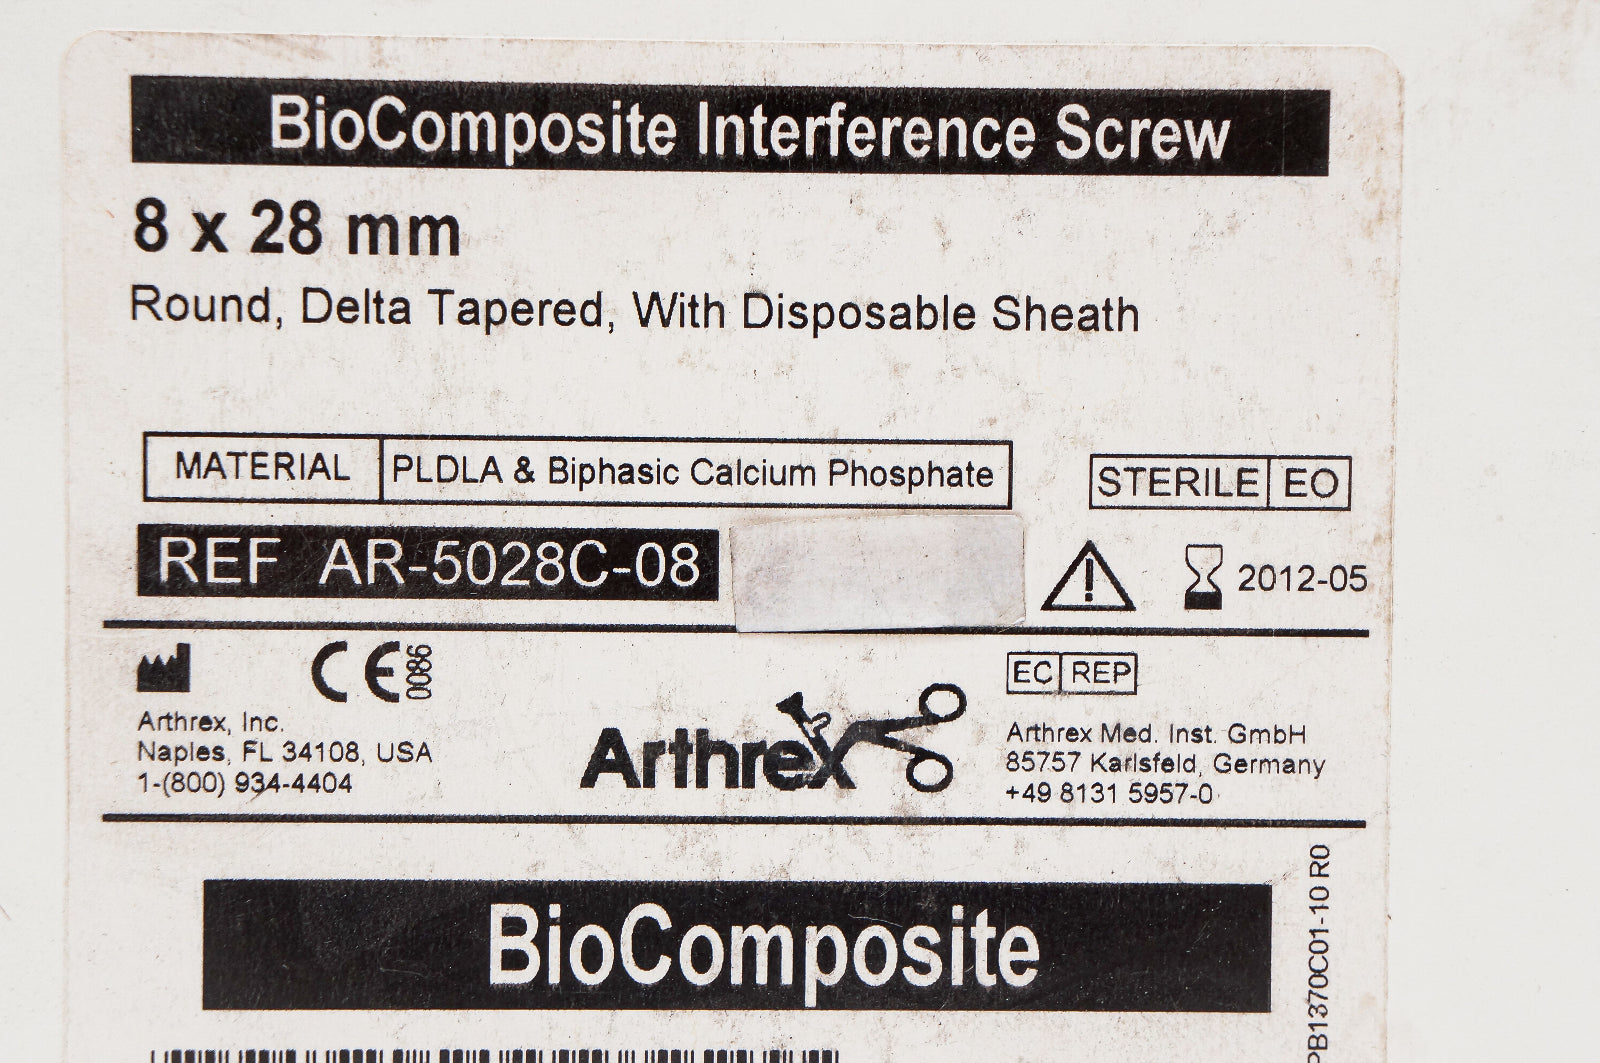 BioComposite Interference Screw
8 x 28 mm
Round, Delta Tapered, With Disposable Sheath
MATERIAL PLDLA & Biphasic Calcium Phosphate
STERILE EO
REF AR-5028C-08
2012-05
CE 0086
Arthrex, Inc.
Naples, FL 34108, USA
1-(800) 934-4404
Arthrex
EC REP
Arthrex Med. Inst. GmbH
85757 Karlsfeld, Germany
+49 8131 5957-0
BioComposite
PB1370C01-10 R0